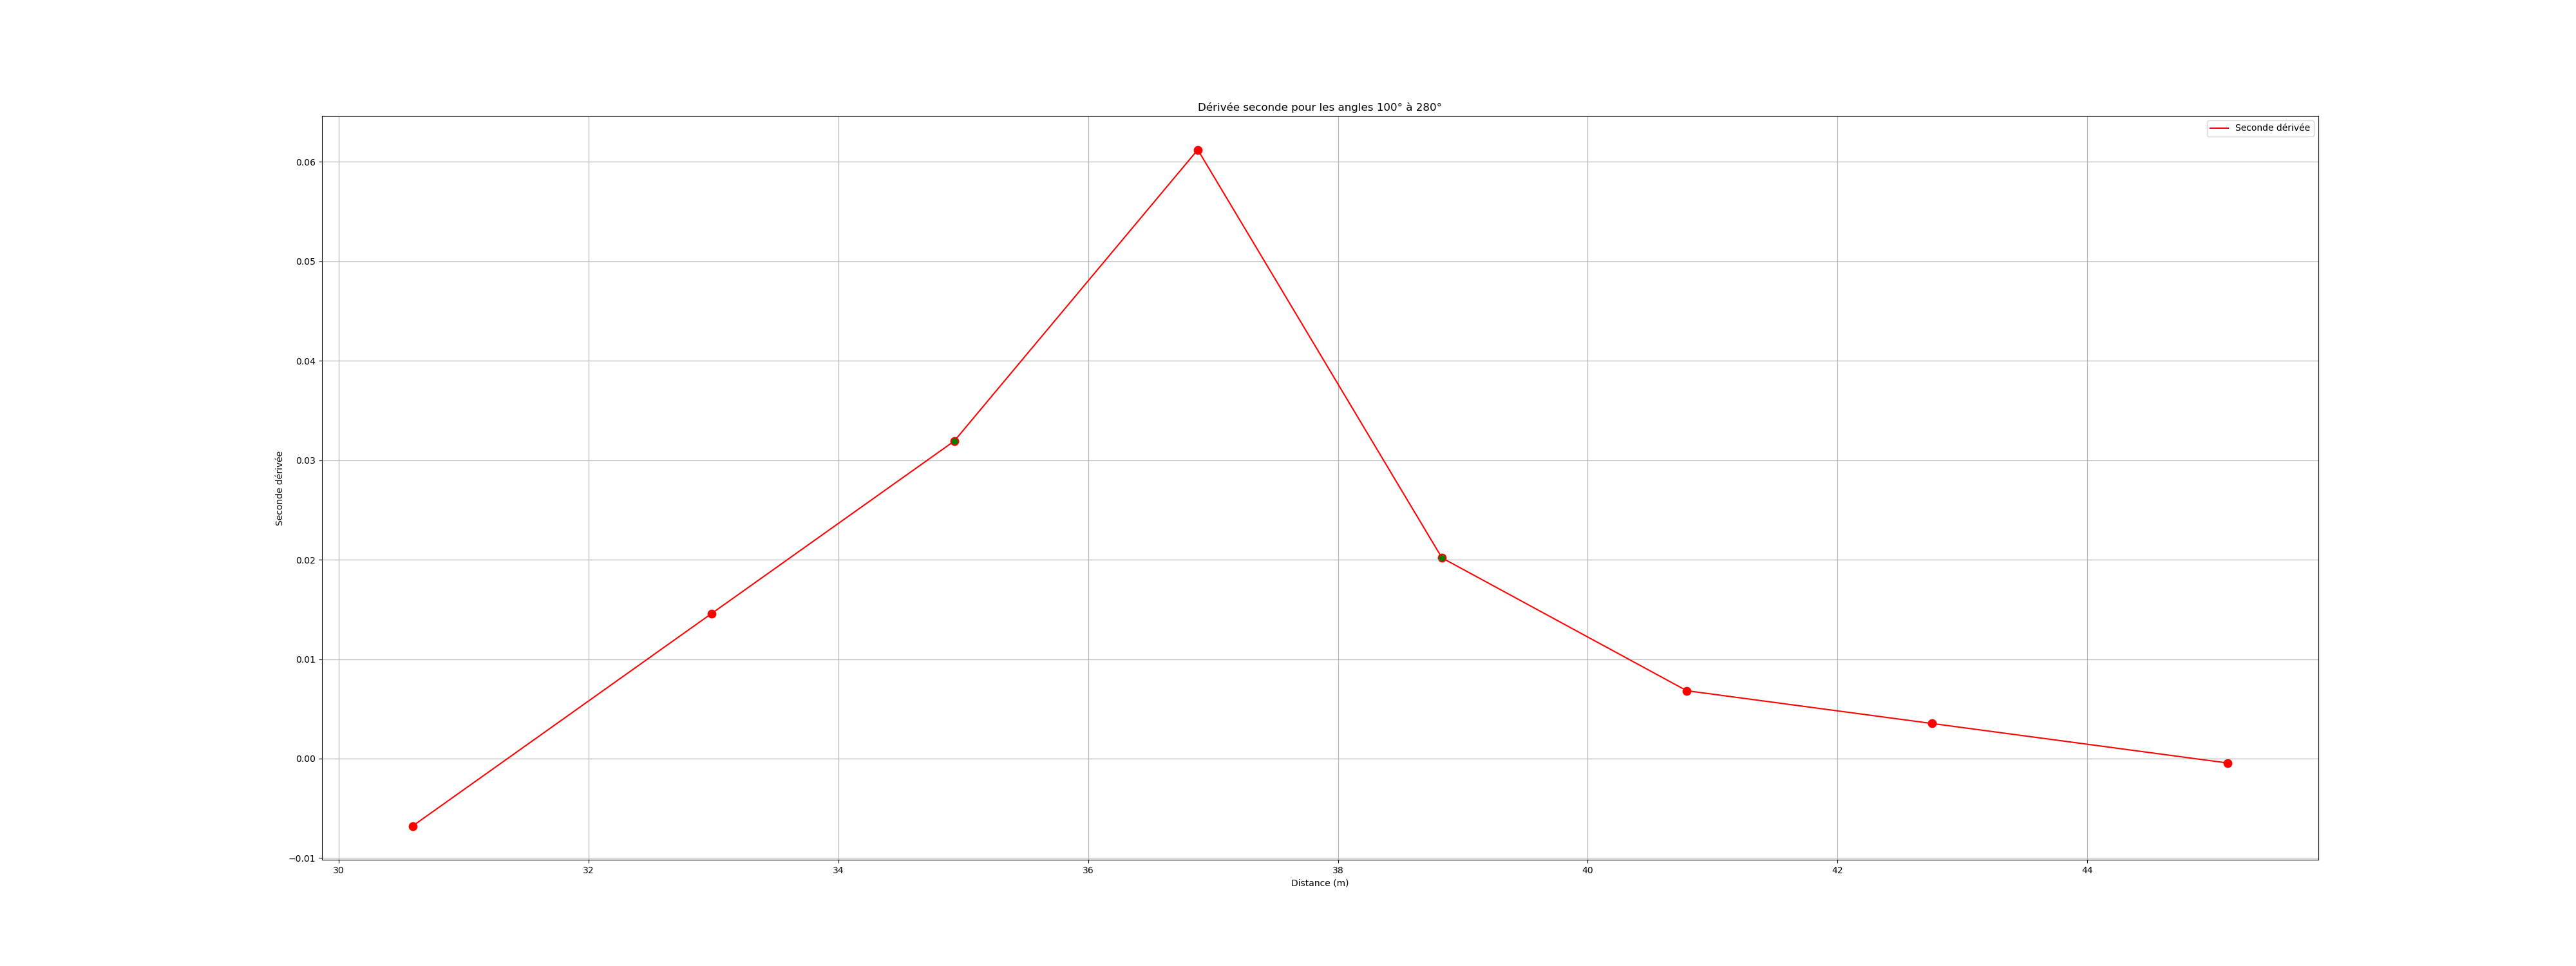 Dérivée seconde pour les angles 100° à 280°
Seconde dérivée
0.06
0.05
0.04
0.03
0.02
0.01
0.00
−0.01
Seconde dérivée
30 32 34 36 38 40 42 44
Distance (m)